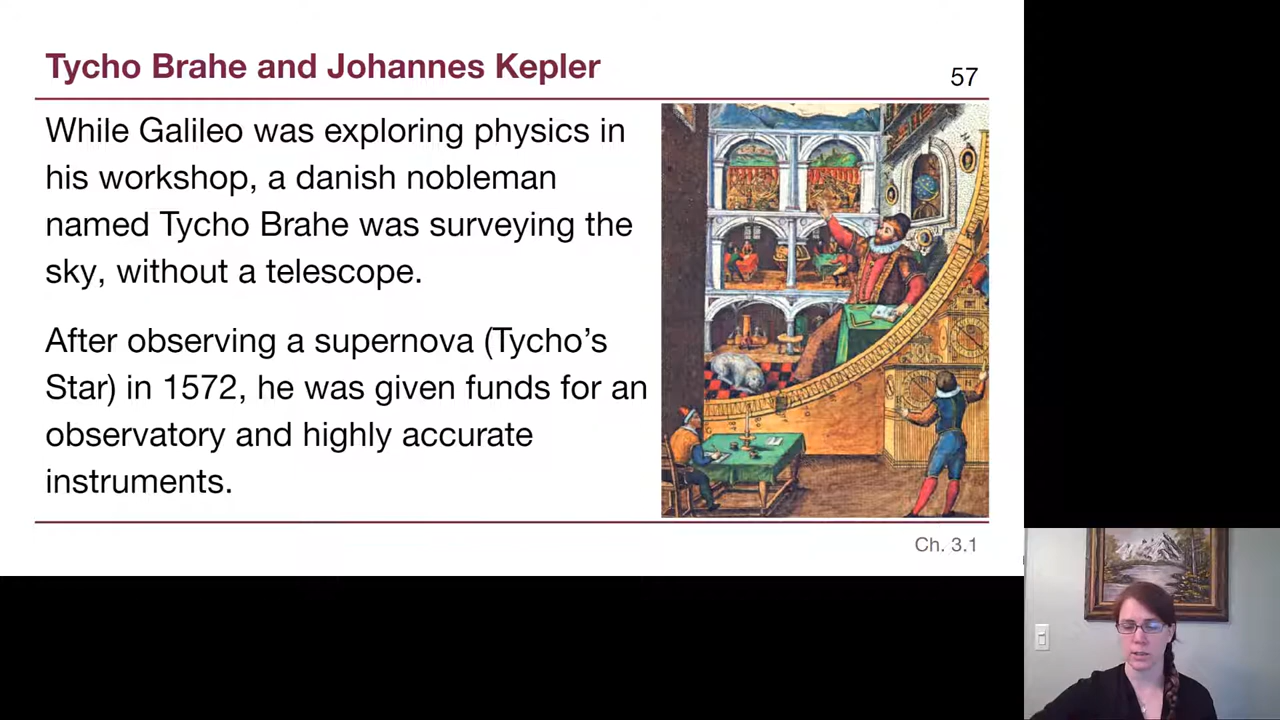 Tycho Brahe and Johannes Kepler
57
While Galileo was exploring physics in
his workshop, a danish nobleman
named Tycho Brahe was surveying the
sky, without a telescope.
After observing a supernova (Tycho’s
Star) in 1572, he was given funds for an
observatory and highly accurate
instruments.
Ch. 3.1